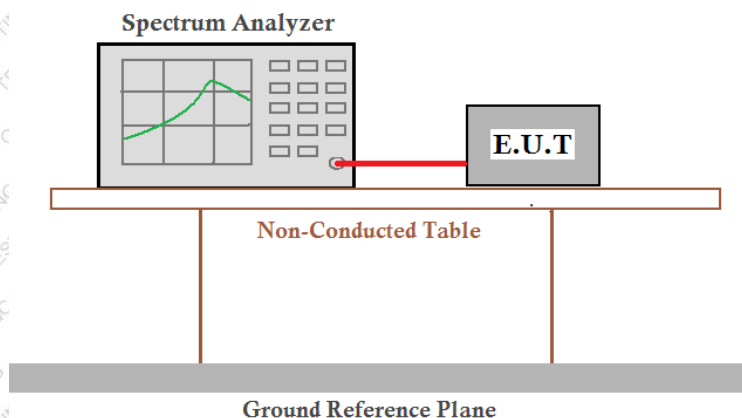 Spectrum Analyzer
E.U.T
Non-Conducted Table
Ground Reference Plane